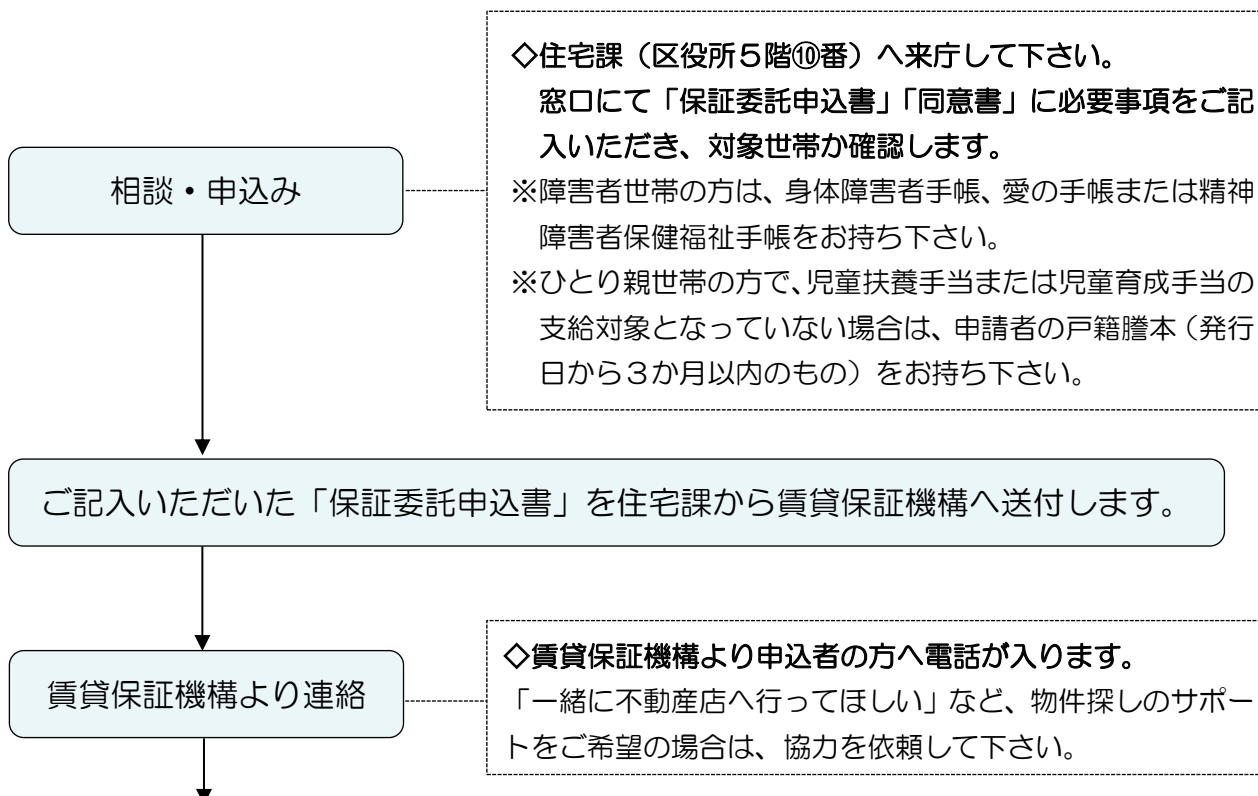 ◇住宅課（区役所５階⑩番）へ来庁して下さい。
窓口にて「保証委託申込書」「同意書」に必要事項をご記
入いただき、対象世帯か確認します。
※障害者世帯の方は、身体障害者手帳、愛の手帳または精神
障害者保健福祉手帳をお持ち下さい。
※ひとり親世帯の方で、児童扶養手当または児童育成手当の
支給対象となっていない場合は、申請者の戸籍謄本（発行
日から３か月以内のもの）をお持ち下さい。
相談・申込み
ご記入いただいた「保証委託申込書」を住宅課から賃貸保証機構へ送付します。
賃貸保証機構より連絡
◇賃貸保証機構より申込者の方へ電話が入ります。
「一緒に不動産店へ行ってほしい」など、物件探しのサポー
トをご希望の場合は、協力を依頼して下さい。